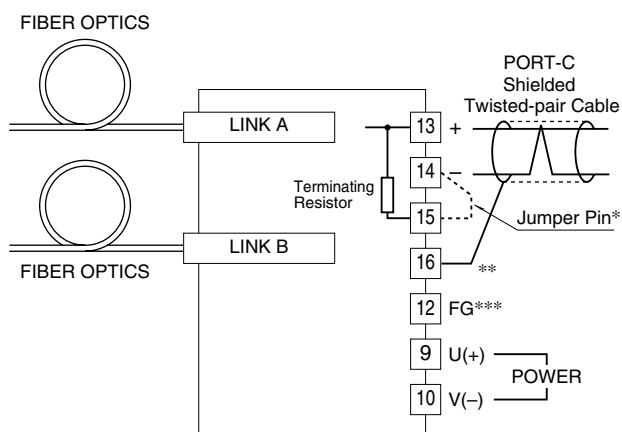 FIBER OPTICS
LINK A
LINK B
FIBER OPTICS
Terminating
Resistor
PORT-C
Shielded
Twisted-pair Cable
13 +
14 –
15
Jumper Pin*
16
**
12 FG***
9 U(+)
POWER
10 V(–)